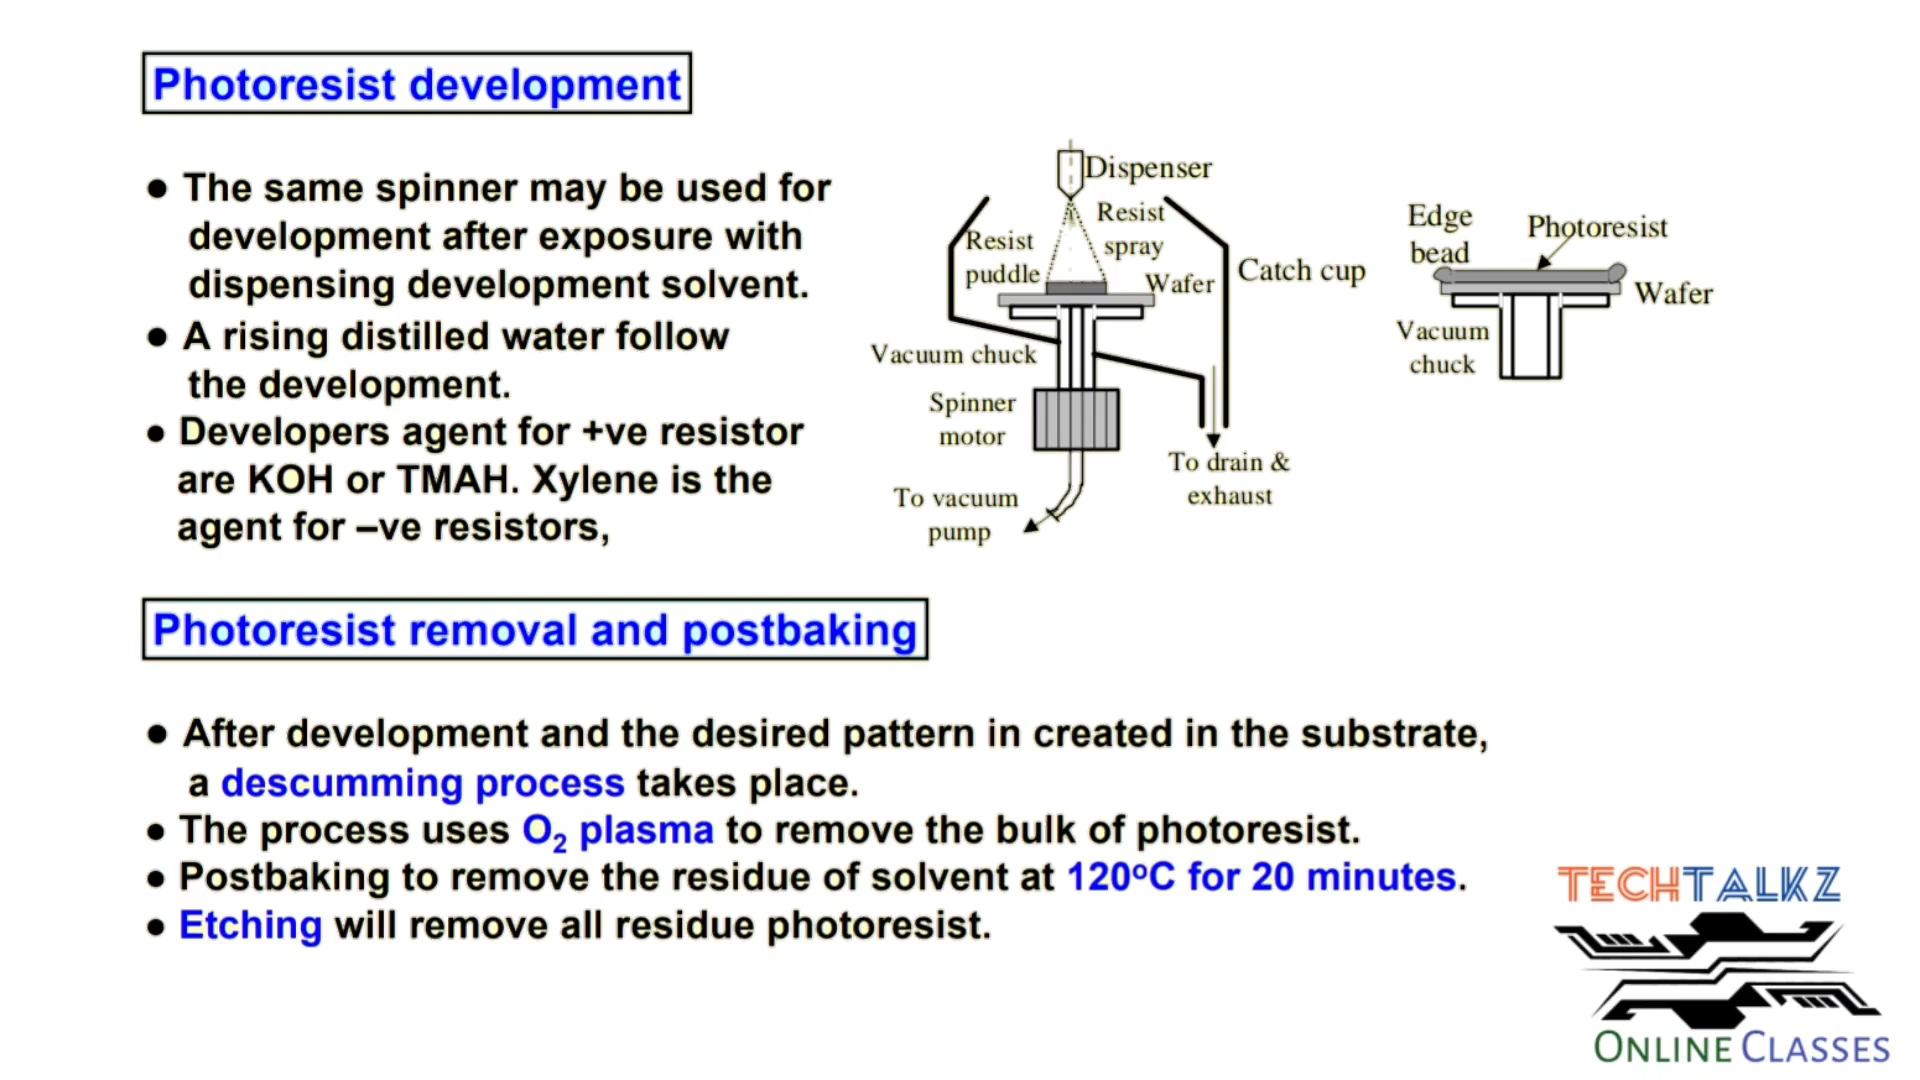 Photoresist development
● The same spinner may be used for
development after exposure with
dispensing development solvent.
● A rising distilled water follow
the development.
● Developers agent for +ve resistor
are KOH or TMAH. Xylene is the
agent for –ve resistors,
Dispenser
Resist
spray
Resist
puddle
Wafer
Catch cup
Vacuum chuck
Spinner
motor
To drain &
exhaust
To vacuum
pump
Edge
bead
Photoresist
Wafer
Vacuum
chuck
Photoresist removal and postbaking
● After development and the desired pattern in created in the substrate,
a descumming process takes place.
● The process uses O₂ plasma to remove the bulk of photoresist.
● Postbaking to remove the residue of solvent at 120ºC for 20 minutes.
● Etching will remove all residue photoresist.
TECHTALKZ
ONLINE CLASSES